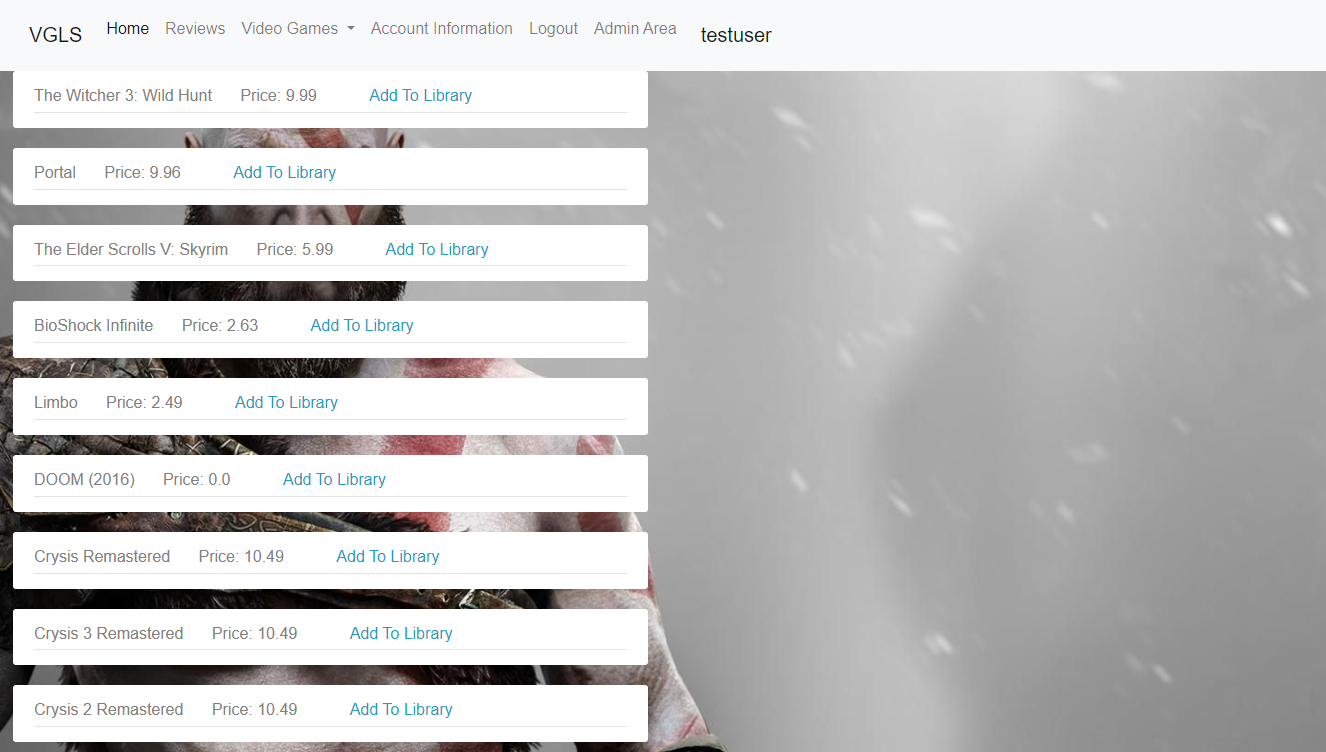 VGLS Home Reviews Video Games Account Information Logout Admin Area testuser
The Witcher 3: Wild Hunt Price: 9.99 Add To Library
Portal Price: 9.96 Add To Library
The Elder Scrolls V: Skyrim Price: 5.99 Add To Library
BioShock Infinite Price: 2.63 Add To Library
Limbo Price: 2.49 Add To Library
DOOM (2016) Price: 0.0 Add To Library
Crysis Remastered Price: 10.49 Add To Library
Crysis 3 Remastered Price: 10.49 Add To Library
Crysis 2 Remastered Price: 10.49 Add To Library